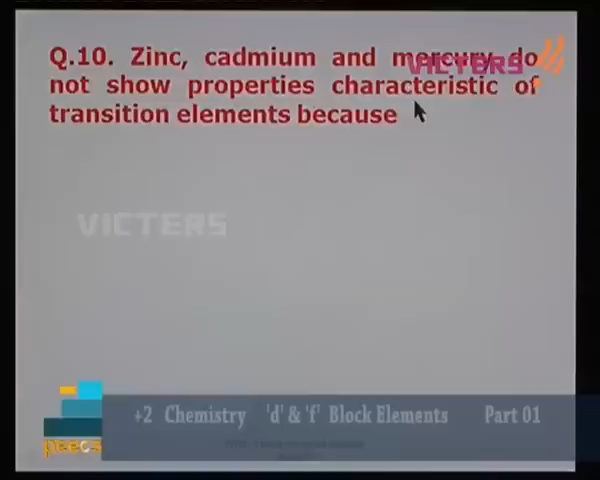 Q.10. Zinc, cadmium and mercury do
VICTERS
not show properties characteristic of
transition elements because
VICTERS
+2 Chemistry 'd' & 'f' Block Elements Part 01
peecs